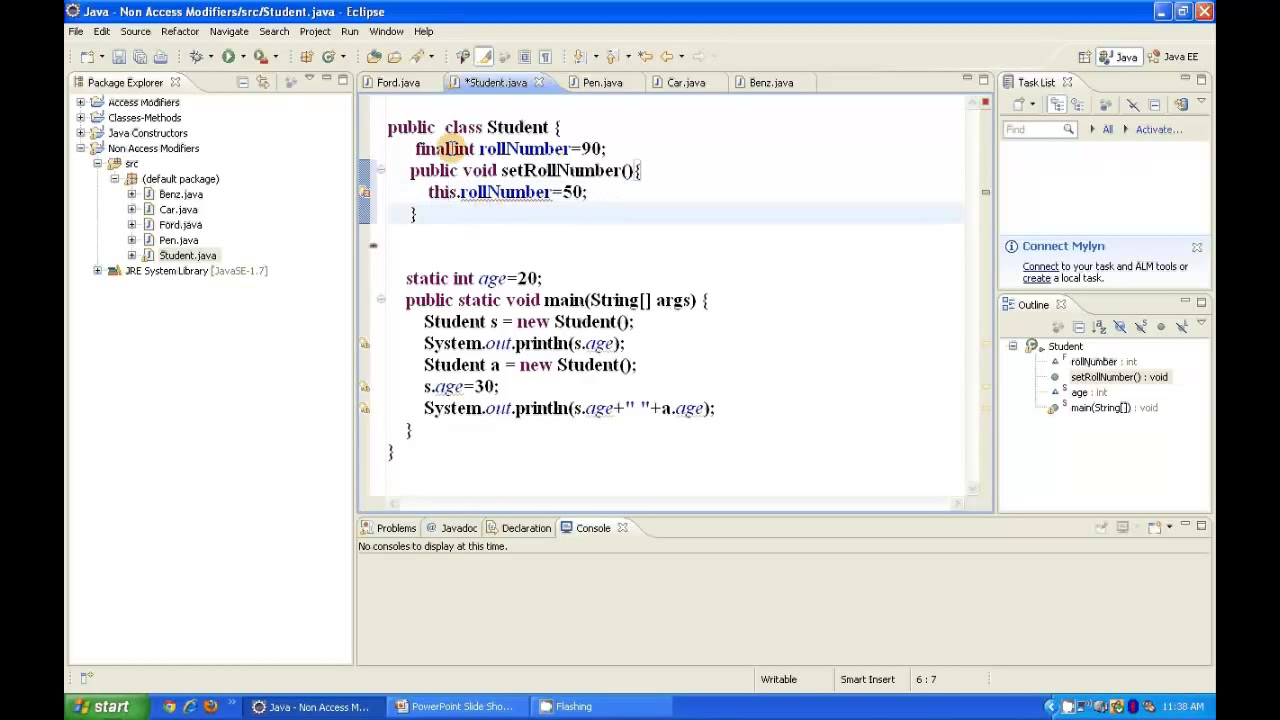 Java - Non Access Modifiers/src/Student.java - Eclipse
File Edit Source Refactor Navigate Search Project Run Window Help
Java Java EE
Package Explorer
Access Modifiers
Classes-Methods
Java Constructors
Non Access Modifiers
src
(default package)
Benz.java
Car.java
Ford.java
Pen.java
Student.java
JRE System Library [JavaSE-1.7]
Ford.java *Student.java Pen.java Car.java Benz.java
public class Student {
final int rollNumber=90;
public void setRollNumber(){
this.rollNumber=50;
}
static int age=20;
public static void main(String[] args) {
Student s = new Student();
System.out.println(s.age);
Student a = new Student();
s.age=30;
System.out.println(s.age+" "+a.age);
}
}
Task List
Find All Activate...
Connect Mylyn
Connect to your task and ALM tools or
create a local task.
Outline
Student
rollNumber : int
setRollNumber() : void
age : int
main(String[]) : void
Problems Javadoc Declaration Console
No consoles to display at this time.
Writable Smart Insert 6 : 7
start Java - Non Access M... PowerPoint Slide Sho... Flashing 11:38 AM